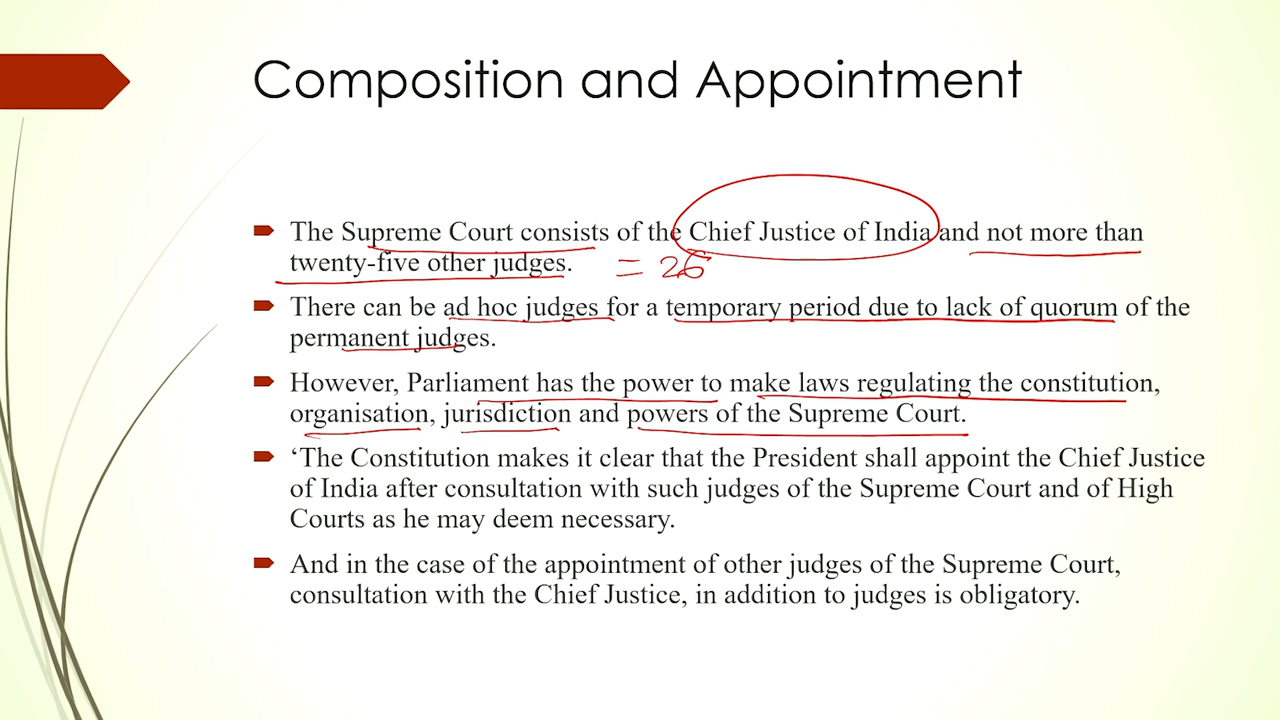 Composition and Appointment
The Supreme Court consists of the Chief Justice of India and not more than
twenty-five other judges. = 26
There can be ad hoc judges for a temporary period due to lack of quorum of the
permanent judges.
However, Parliament has the power to make laws regulating the constitution,
organisation, jurisdiction and powers of the Supreme Court.
‘The Constitution makes it clear that the President shall appoint the Chief Justice
of India after consultation with such judges of the Supreme Court and of High
Courts as he may deem necessary.
And in the case of the appointment of other judges of the Supreme Court,
consultation with the Chief Justice, in addition to judges is obligatory.